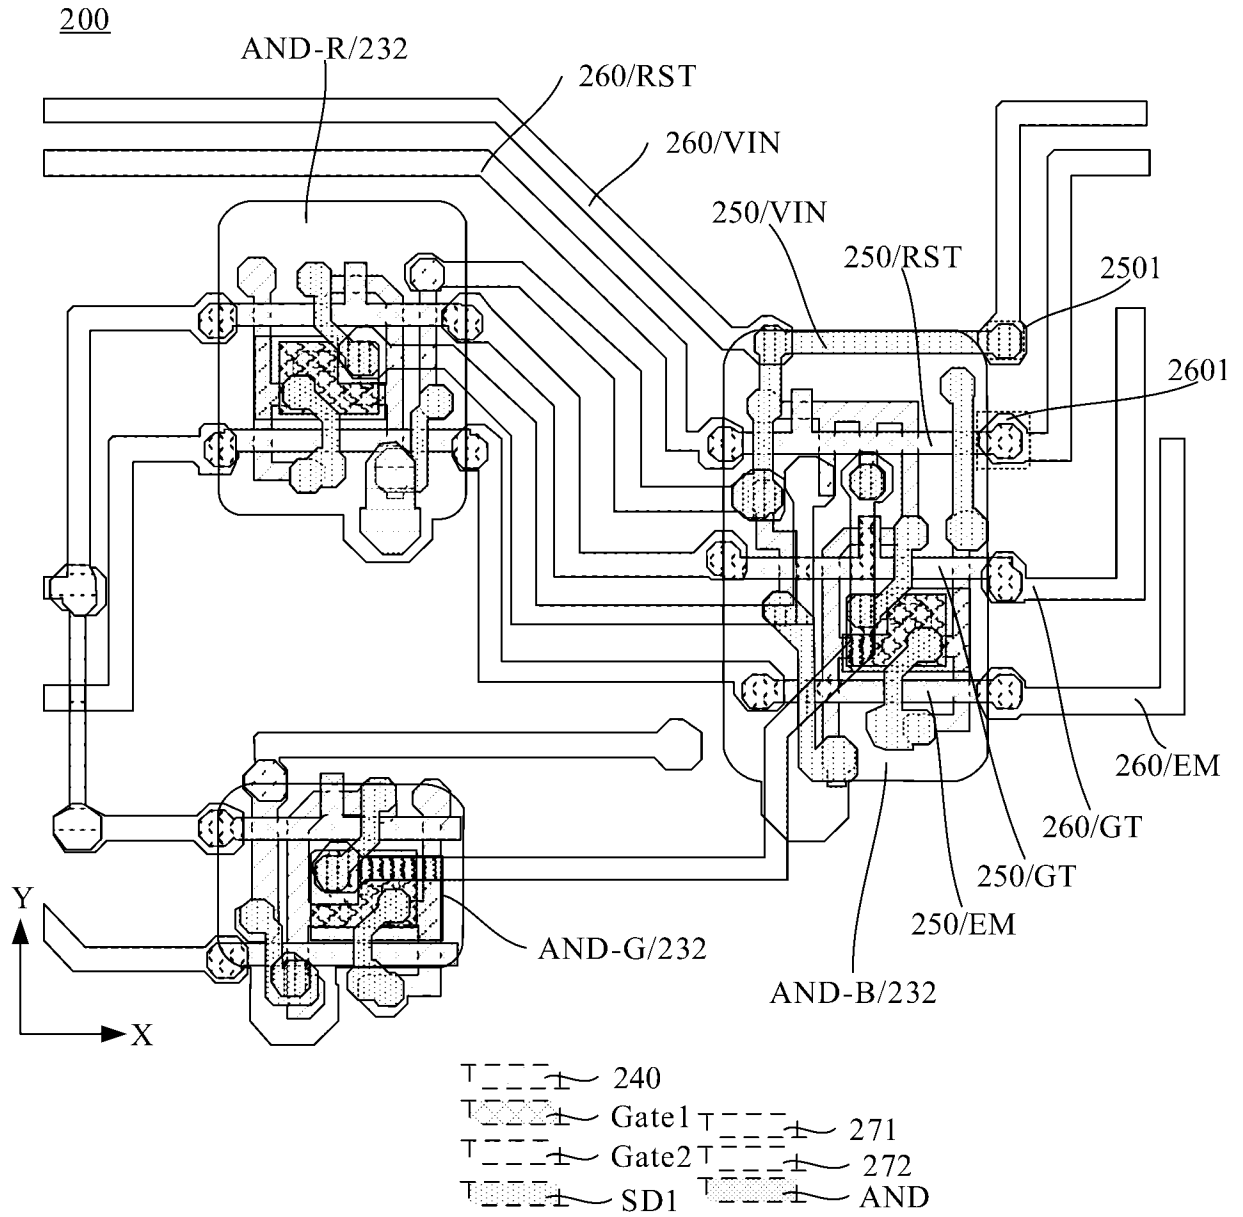 200
AND-R/232
260/RST
260/VIN
250/VIN
250/RST
2501
2601
260/EM
260/GT
250/GT
250/EM
AND-G/232
AND-B/232
Y
X
240
Gate1
271
Gate2
272
SD1
AND